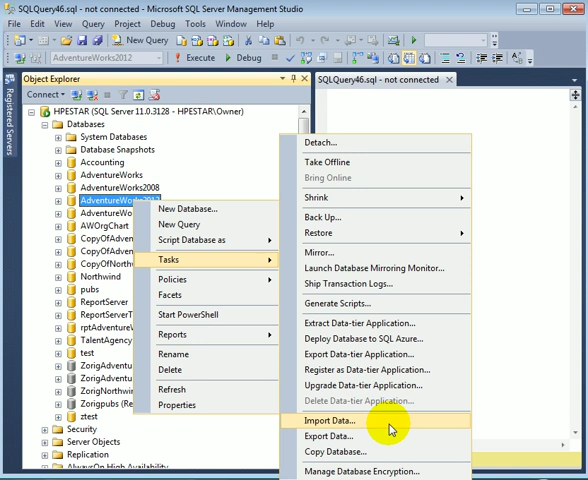 SQLQuery46.sql - not connected - Microsoft SQL Server Management Studio
File Edit View Query Project Debug Tools Window Help
New Query
AdventureWorks2012 Execute Debug
Registered Servers
Object Explorer
Connect
HPESTAR (SQL Server 11.0.3128 - HPESTAR\Owner)
Databases
System Databases
Database Snapshots
Accounting
AdventureWorks
AdventureWorks2008
AdventureWorks2012
AdventureWo
AWOrgChart
CopyOfAdven
CopyOfAdven
CopyOfNorthw
Northwind
pubs
ReportServer
ReportServerT
rptAdventureW
TalentAgency
test
ZorigAdventu
ZorigAdventu
ZorigNorthwin
Zorigpubs (Re
ztest
Security
Server Objects
Replication
AlwaysOn High Availability
SQLQuery46.sql - not connected
New Database...
New Query
Script Database as
Tasks
Policies
Facets
Start PowerShell
Reports
Rename
Delete
Refresh
Properties
Detach...
Take Offline
Bring Online
Shrink
Back Up...
Restore
Mirror...
Launch Database Mirroring Monitor...
Ship Transaction Logs...
Generate Scripts...
Extract Data-tier Application...
Deploy Database to SQL Azure...
Export Data-tier Application...
Register as Data-tier Application...
Upgrade Data-tier Application...
Delete Data-tier Application...
Import Data...
Export Data...
Copy Database...
Manage Database Encryption...